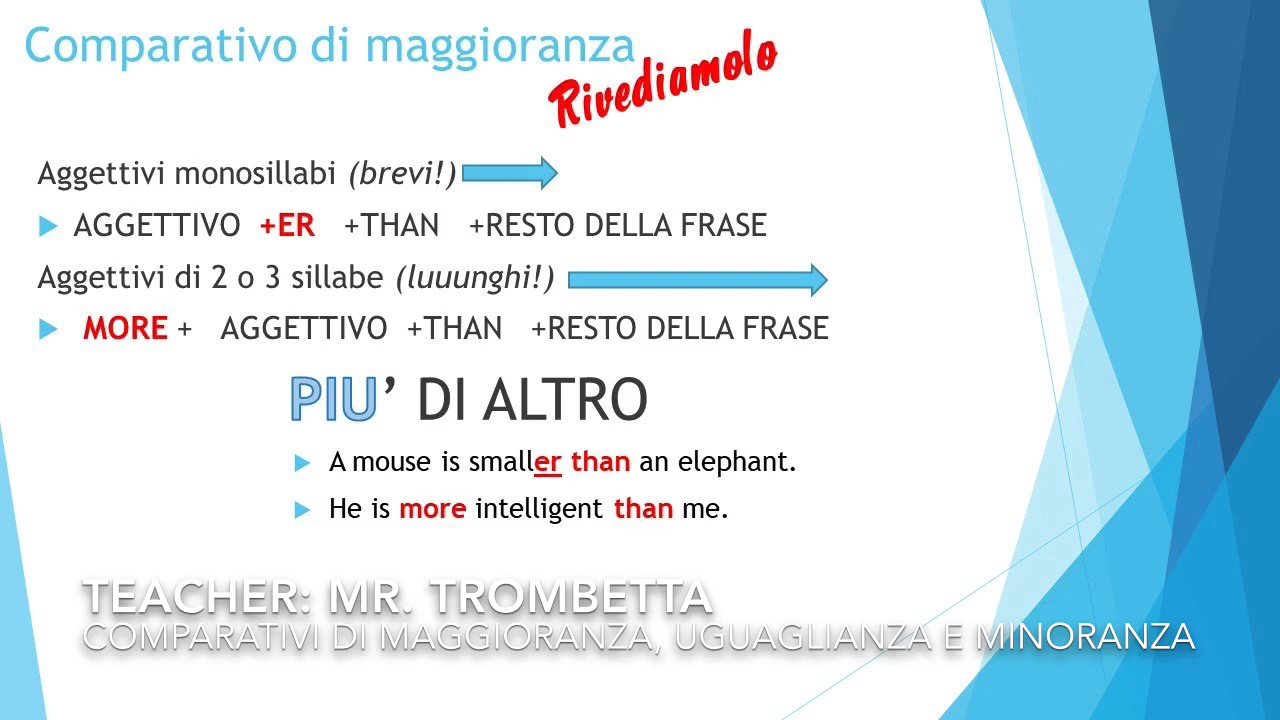 Comparativo di maggioranza
Rivediamolo
Aggettivi monosillabi (brevi!)
AGGETTIVO +ER +THAN +RESTO DELLA FRASE
Aggettivi di 2 o 3 sillabe (luuunghi!)
MORE + AGGETTIVO +THAN +RESTO DELLA FRASE
PIU’ DI ALTRO
A mouse is smaller than an elephant.
He is more intelligent than me.
TEACHER: MR. TROMBETTA
COMPARATIVI DI MAGGIORANZA, UGUAGLIANZA E MINORANZA